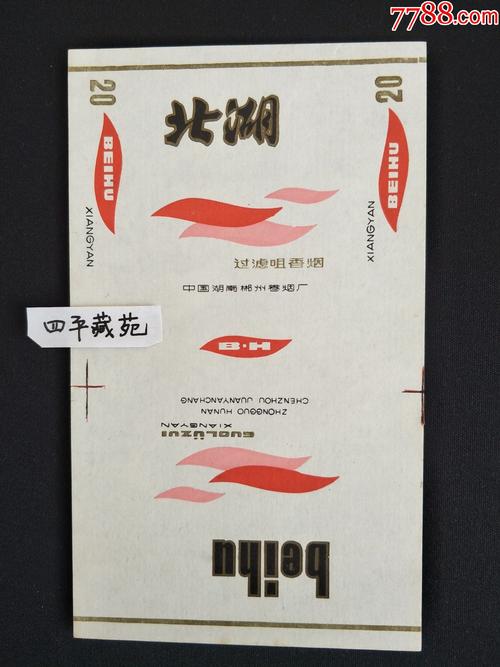 7788.com
20
20
北湖
BEIHU
BEIHU
XIANGYAN
XIANGYAN
过滤咀香烟
中国湖南郴州卷烟厂
四平藏苑
B·H
ZHONGGUO HUNAN
CHENZHOU JUANYANCHANG
GUOLÜZUI
XIANGYAN
beihu